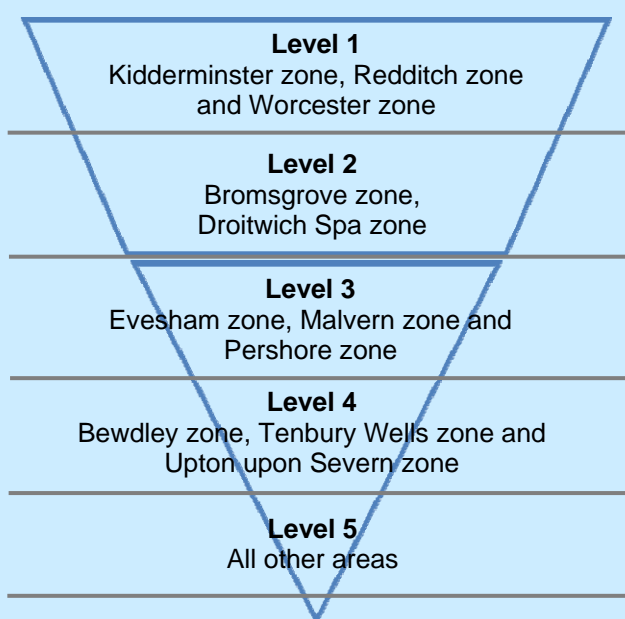 Level 1
Kidderminster zone, Redditch zone
and Worcester zone
Level 2
Bromsgrove zone,
Droitwich Spa zone
Level 3
Evesham zone, Malvern zone and
Pershore zone
Level 4
Bewdley zone, Tenbury Wells zone and
Upton upon Severn zone
Level 5
All other areas